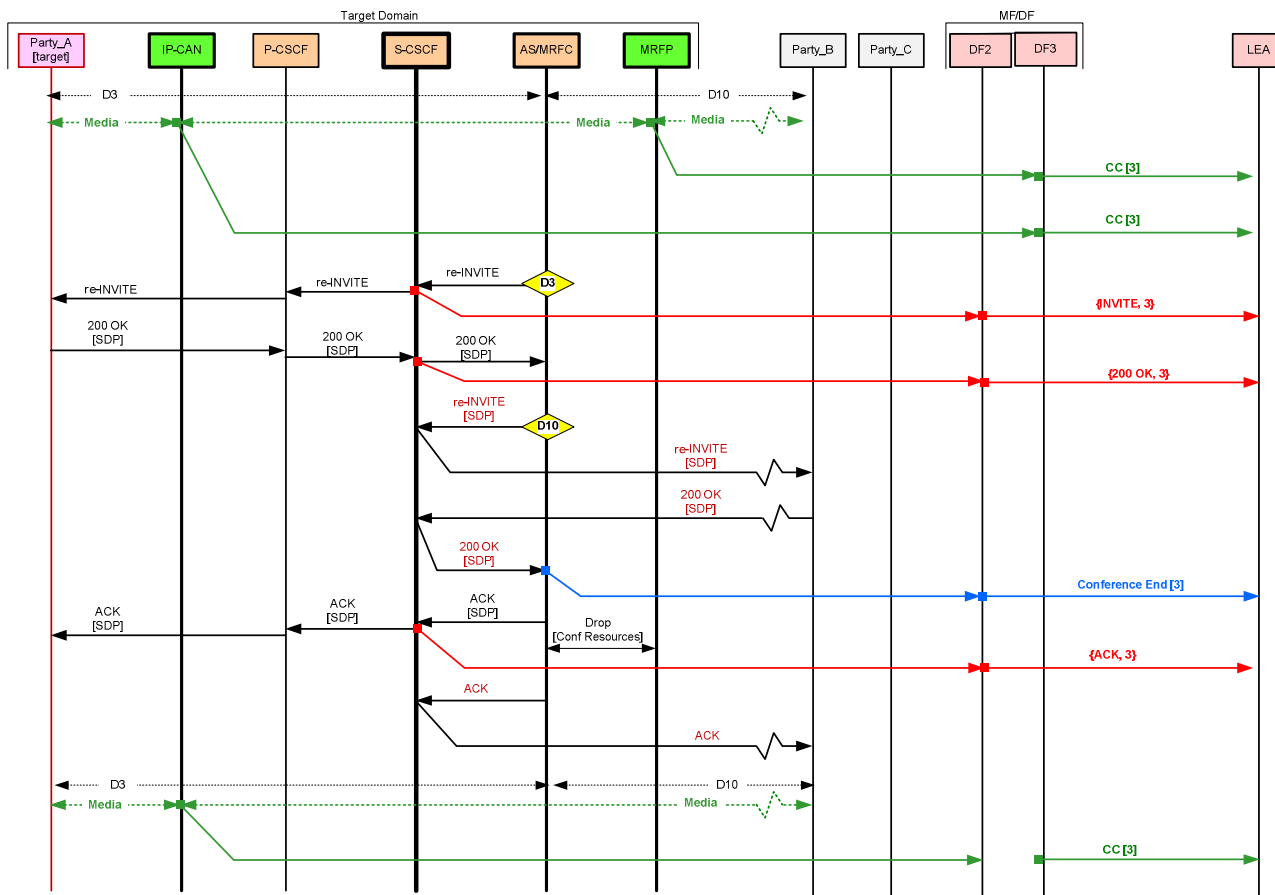 Target Domain
MF/DF
Party_A
[target]
IP-CAN
P-CSCF
S-CSCF
AS/MRFC
MRFP
Party_B
Party_C
DF2
DF3
LEA
D3
D10
Media
Media
Media
CC [3]
CC [3]
re-INVITE
re-INVITE
re-INVITE
D3
{INVITE, 3}
200 OK
[SDP]
200 OK
[SDP]
200 OK
[SDP]
{200 OK, 3}
re-INVITE
[SDP]
D10
re-INVITE
[SDP]
200 OK
[SDP]
200 OK
[SDP]
Conference End [3]
ACK
[SDP]
ACK
[SDP]
ACK
[SDP]
Drop
[Conf Resources]
{ACK, 3}
ACK
ACK
D3
D10
Media
Media
CC [3]